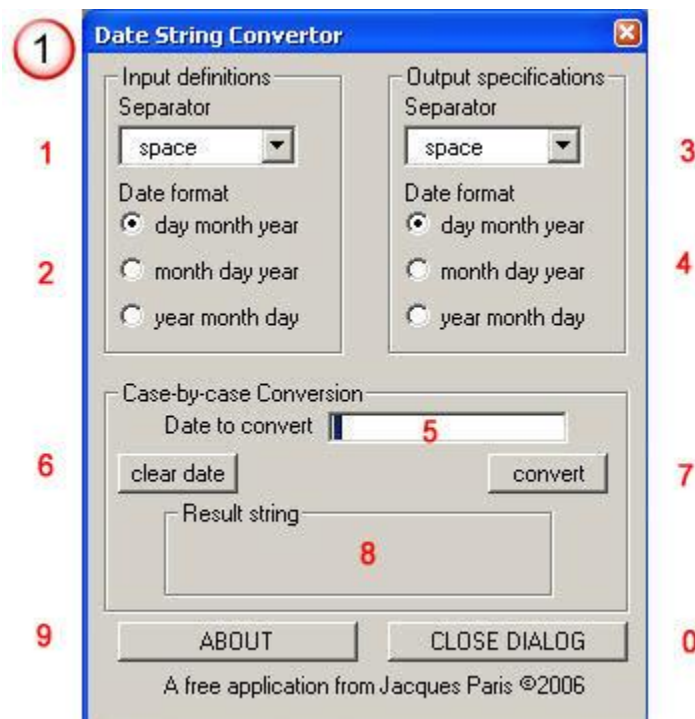 1
Date String Convertor
Input definitions
Output specifications
Separator
Separator
1
space
space
3
Date format
Date format
day month year
day month year
2
month day year
month day year
4
year month day
year month day
Case-by-case Conversion
Date to convert
5
6
clear date
convert
7
Result string
8
9
ABOUT
CLOSE DIALOG
0
A free application from Jacques Paris ©2006